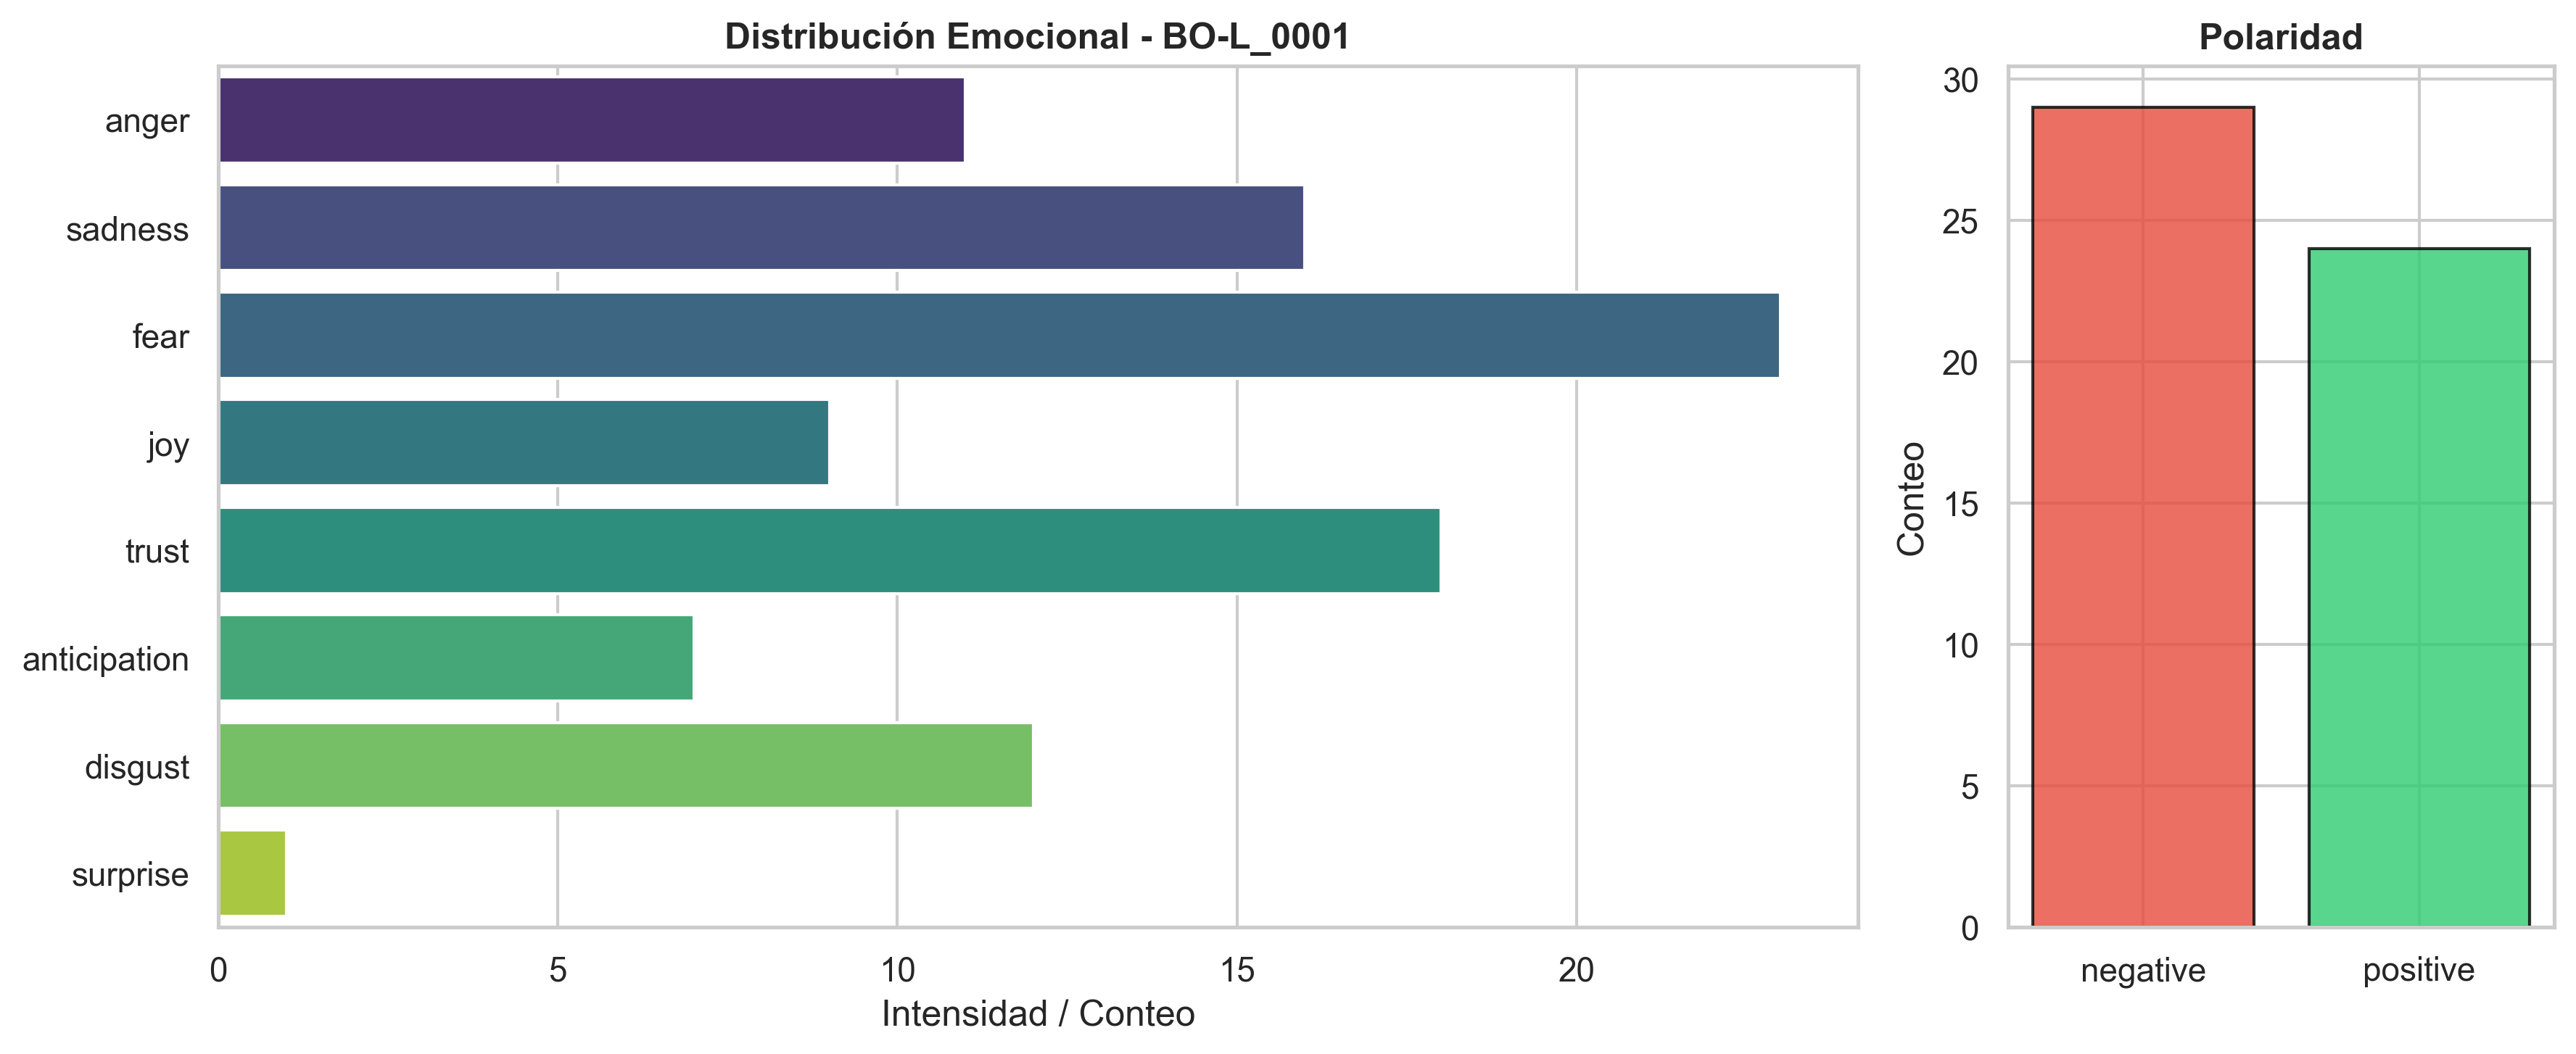 Distribución Emocional - BO-L_0001
anger
sadness
fear
joy
trust
anticipation
disgust
surprise
0 5 10 15 20
Intensidad / Conteo
Polaridad
30
25
20
15
10
5
0
Conteo
negative positive